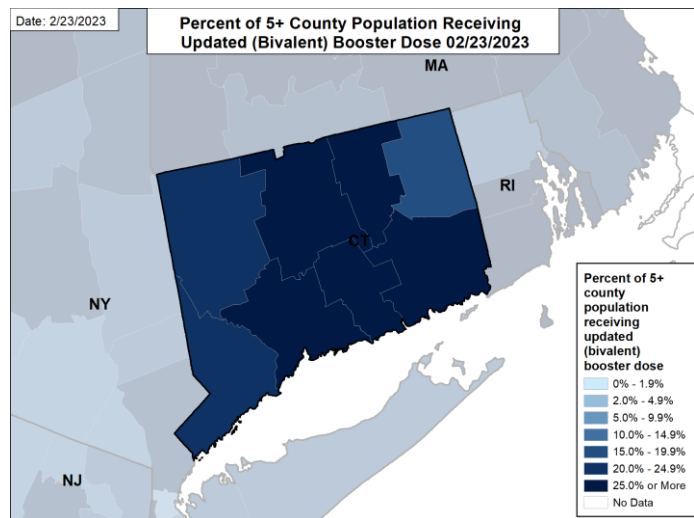 Date: 2/23/2023
Percent of 5+ County Population Receiving
Updated (Bivalent) Booster Dose 02/23/2023
MA
RI
CT
NY
NJ
Percent of 5+
county
population
receiving
updated
(bivalent)
booster dose
0% - 1.9%
2.0% - 4.9%
5.0% - 9.9%
10.0% - 14.9%
15.0% - 19.9%
20.0% - 24.9%
25.0% or More
No Data